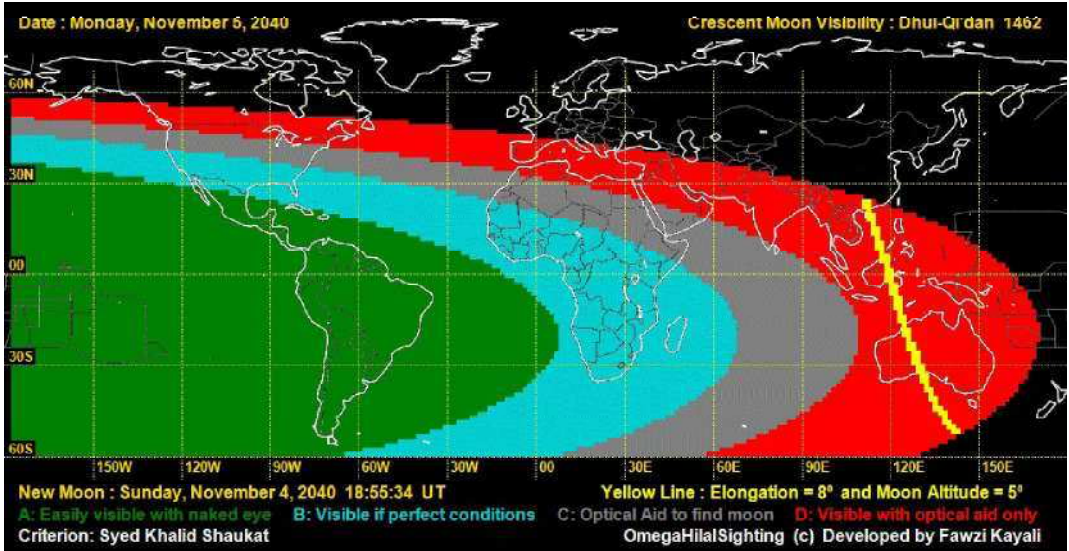 Date : Monday, November 5, 2040 Crescent Moon Visibility : Dhul-Qi'dah 1462
60N
30N
00
30S
60S
150W 120W 90W 60W 30W 00 30E 60E 90E 120E 150E
New Moon : Sunday, November 4, 2040 18:55:34 UT Yellow Line : Elongation = 8° and Moon Altitude = 5°
A: Easily visible with naked eye B: Visible if perfect conditions C: Optical Aid to find moon D: Visible with optical aid only
Criterion: Syed Khalid Shaukat OmegaHilalSighting (c) Developed by Fawzi Kayali